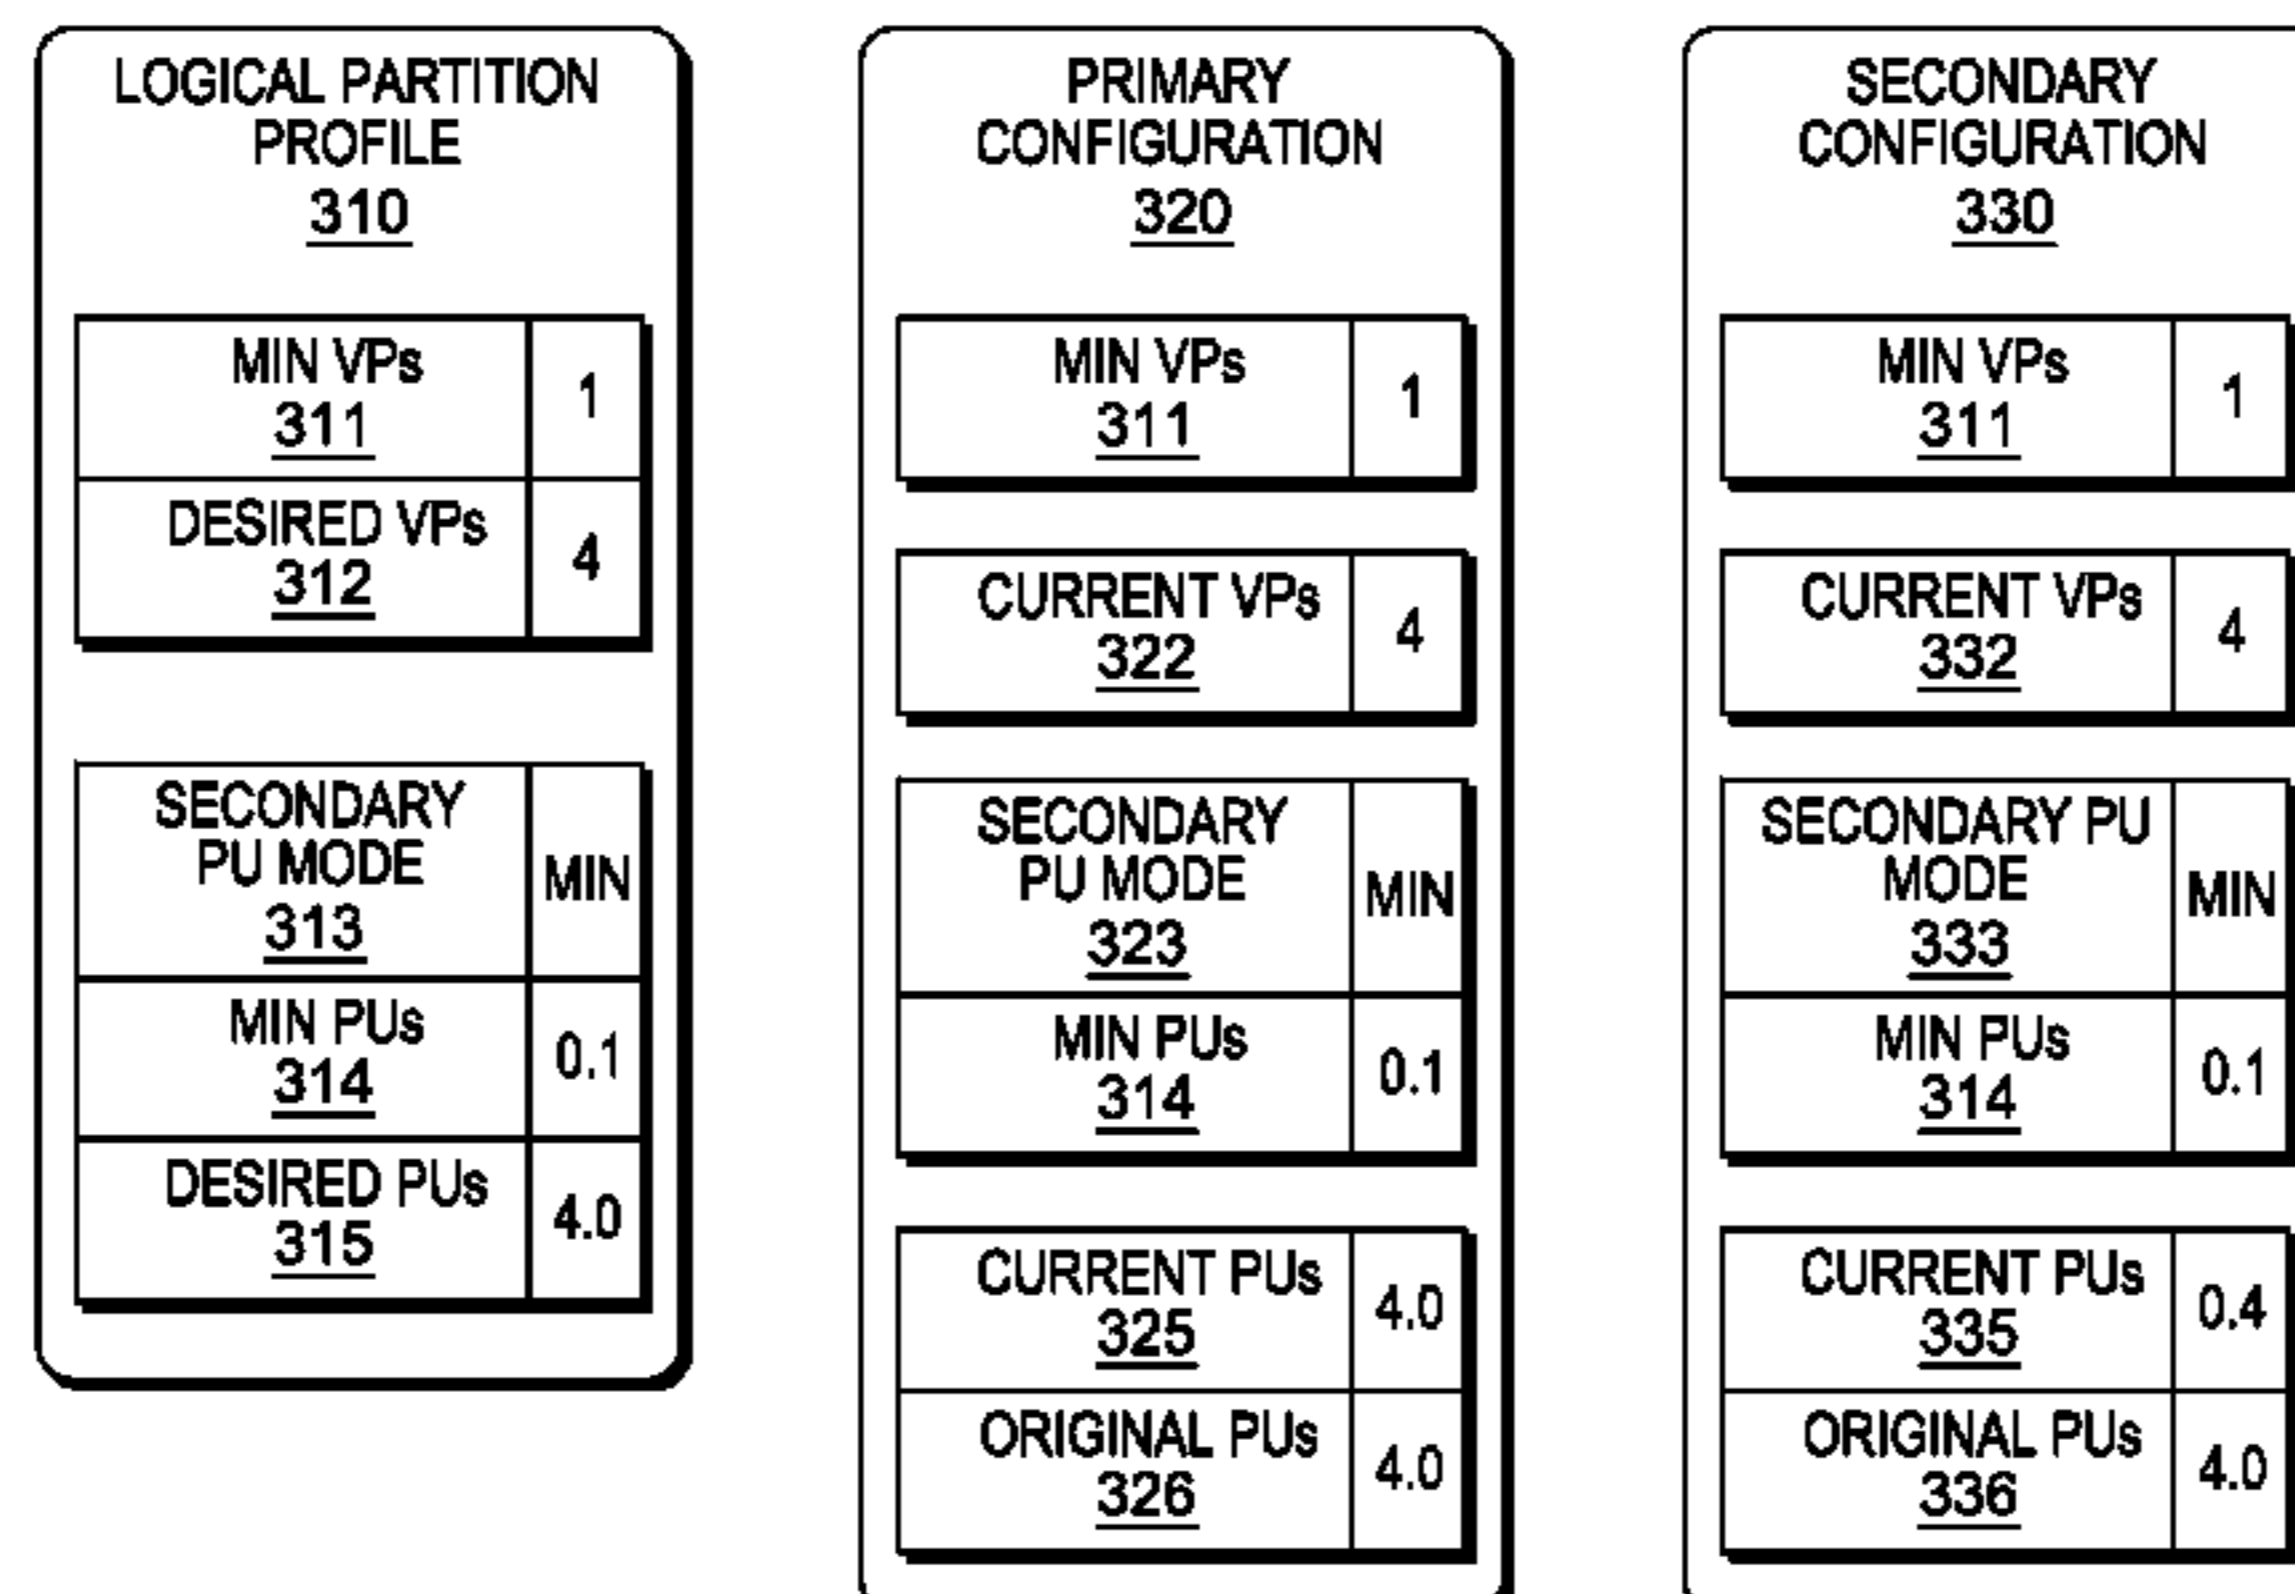 LOGICAL PARTITION
PROFILE
310
MIN VPs
311
1
DESIRED VPs
312
4
SECONDARY
PU MODE
313
MIN
MIN PUs
314
0.1
DESIRED PUs
315
4.0
PRIMARY
CONFIGURATION
320
MIN VPs
311
1
CURRENT VPs
322
4
SECONDARY
PU MODE
323
MIN
MIN PUs
314
0.1
CURRENT PUs
325
4.0
ORIGINAL PUs
326
4.0
SECONDARY
CONFIGURATION
330
MIN VPs
311
1
CURRENT VPs
332
4
SECONDARY PU
MODE
333
MIN
MIN PUs
314
0.1
CURRENT PUs
335
0.4
ORIGINAL PUs
336
4.0